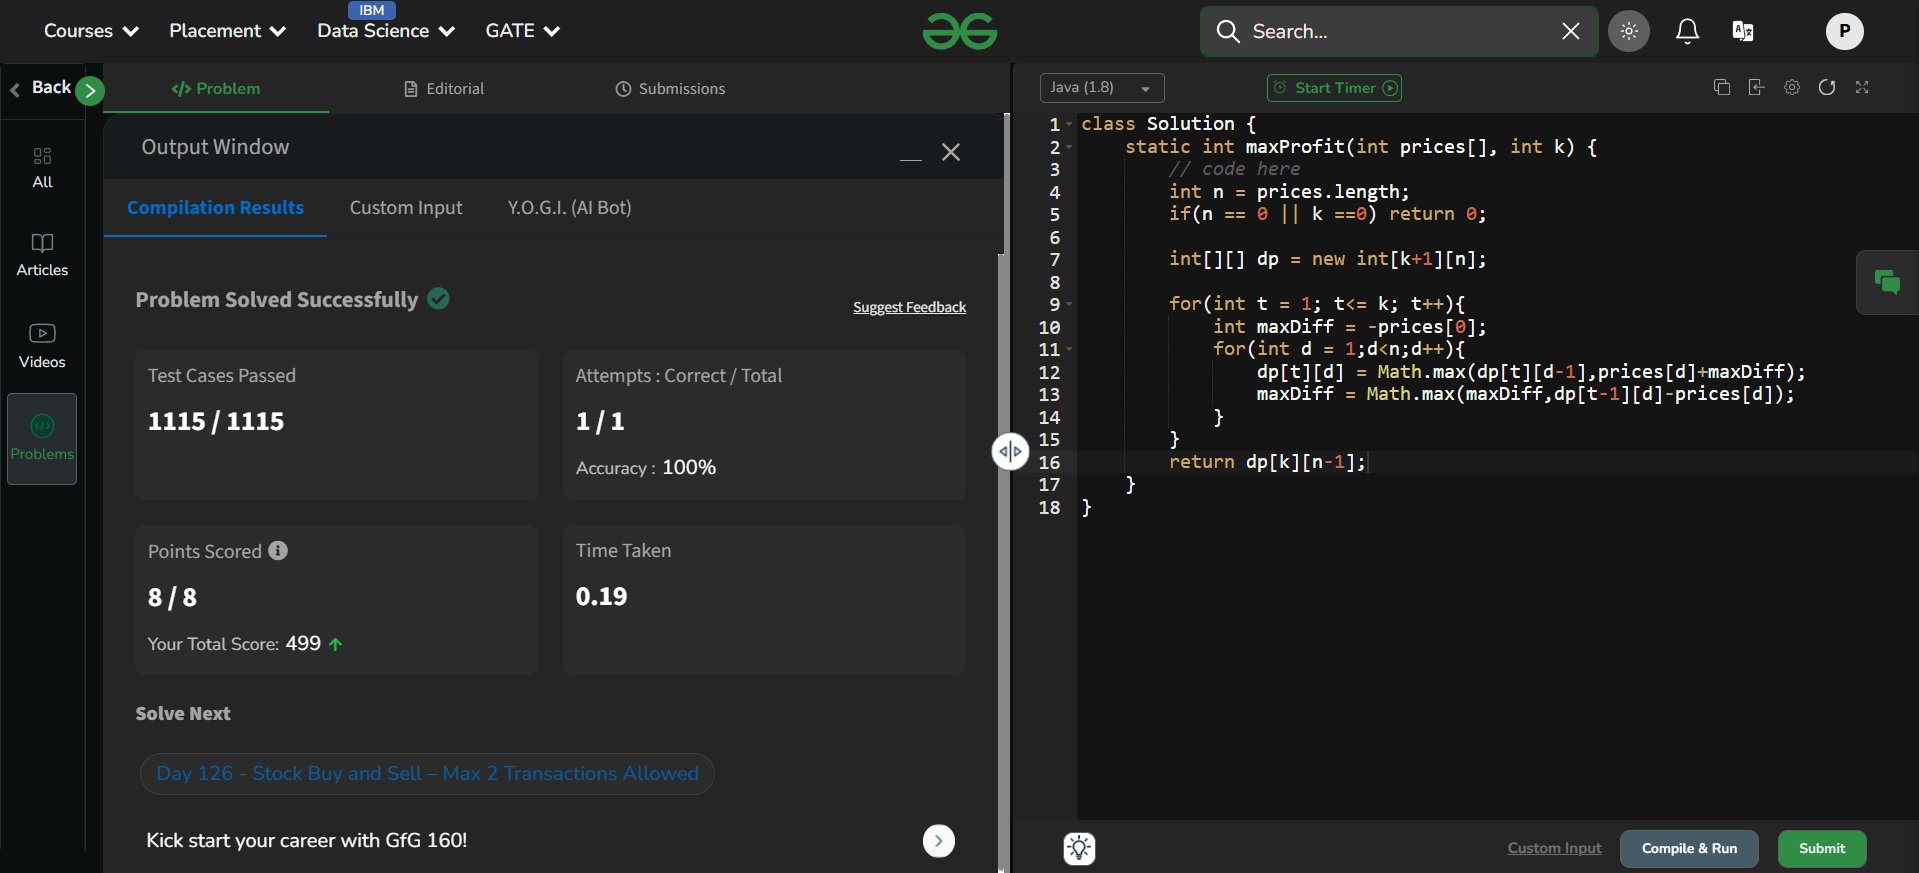 Courses Placement IBM Data Science GATE Search... P
Back
All
Articles
Videos
Problems
Problem Editorial Submissions
Output Window
Compilation Results Custom Input Y.O.G.I. (AI Bot)
Problem Solved Successfully
Suggest Feedback
Test Cases Passed
1115 / 1115
Attempts : Correct / Total
1 / 1
Accuracy : 100%
Points Scored
8 / 8
Your Total Score: 499
Time Taken
0.19
Solve Next
Day 126 - Stock Buy and Sell – Max 2 Transactions Allowed
Kick start your career with GfG 160!
Java (1.8) Start Timer
1 class Solution {
2 static int maxProfit(int prices[], int k) {
3 // code here
4 int n = prices.length;
5 if(n == 0 || k ==0) return 0;
6
7 int[][] dp = new int[k+1][n];
8
9 for(int t = 1; t<= k; t++){
10 int maxDiff = -prices[0];
11 for(int d = 1;d<n;d++){
12 dp[t][d] = Math.max(dp[t][d-1],prices[d]+maxDiff);
13 maxDiff = Math.max(maxDiff,dp[t-1][d]-prices[d]);
14 }
15 }
16 return dp[k][n-1];
17 }
18 }
Custom Input Compile & Run Submit